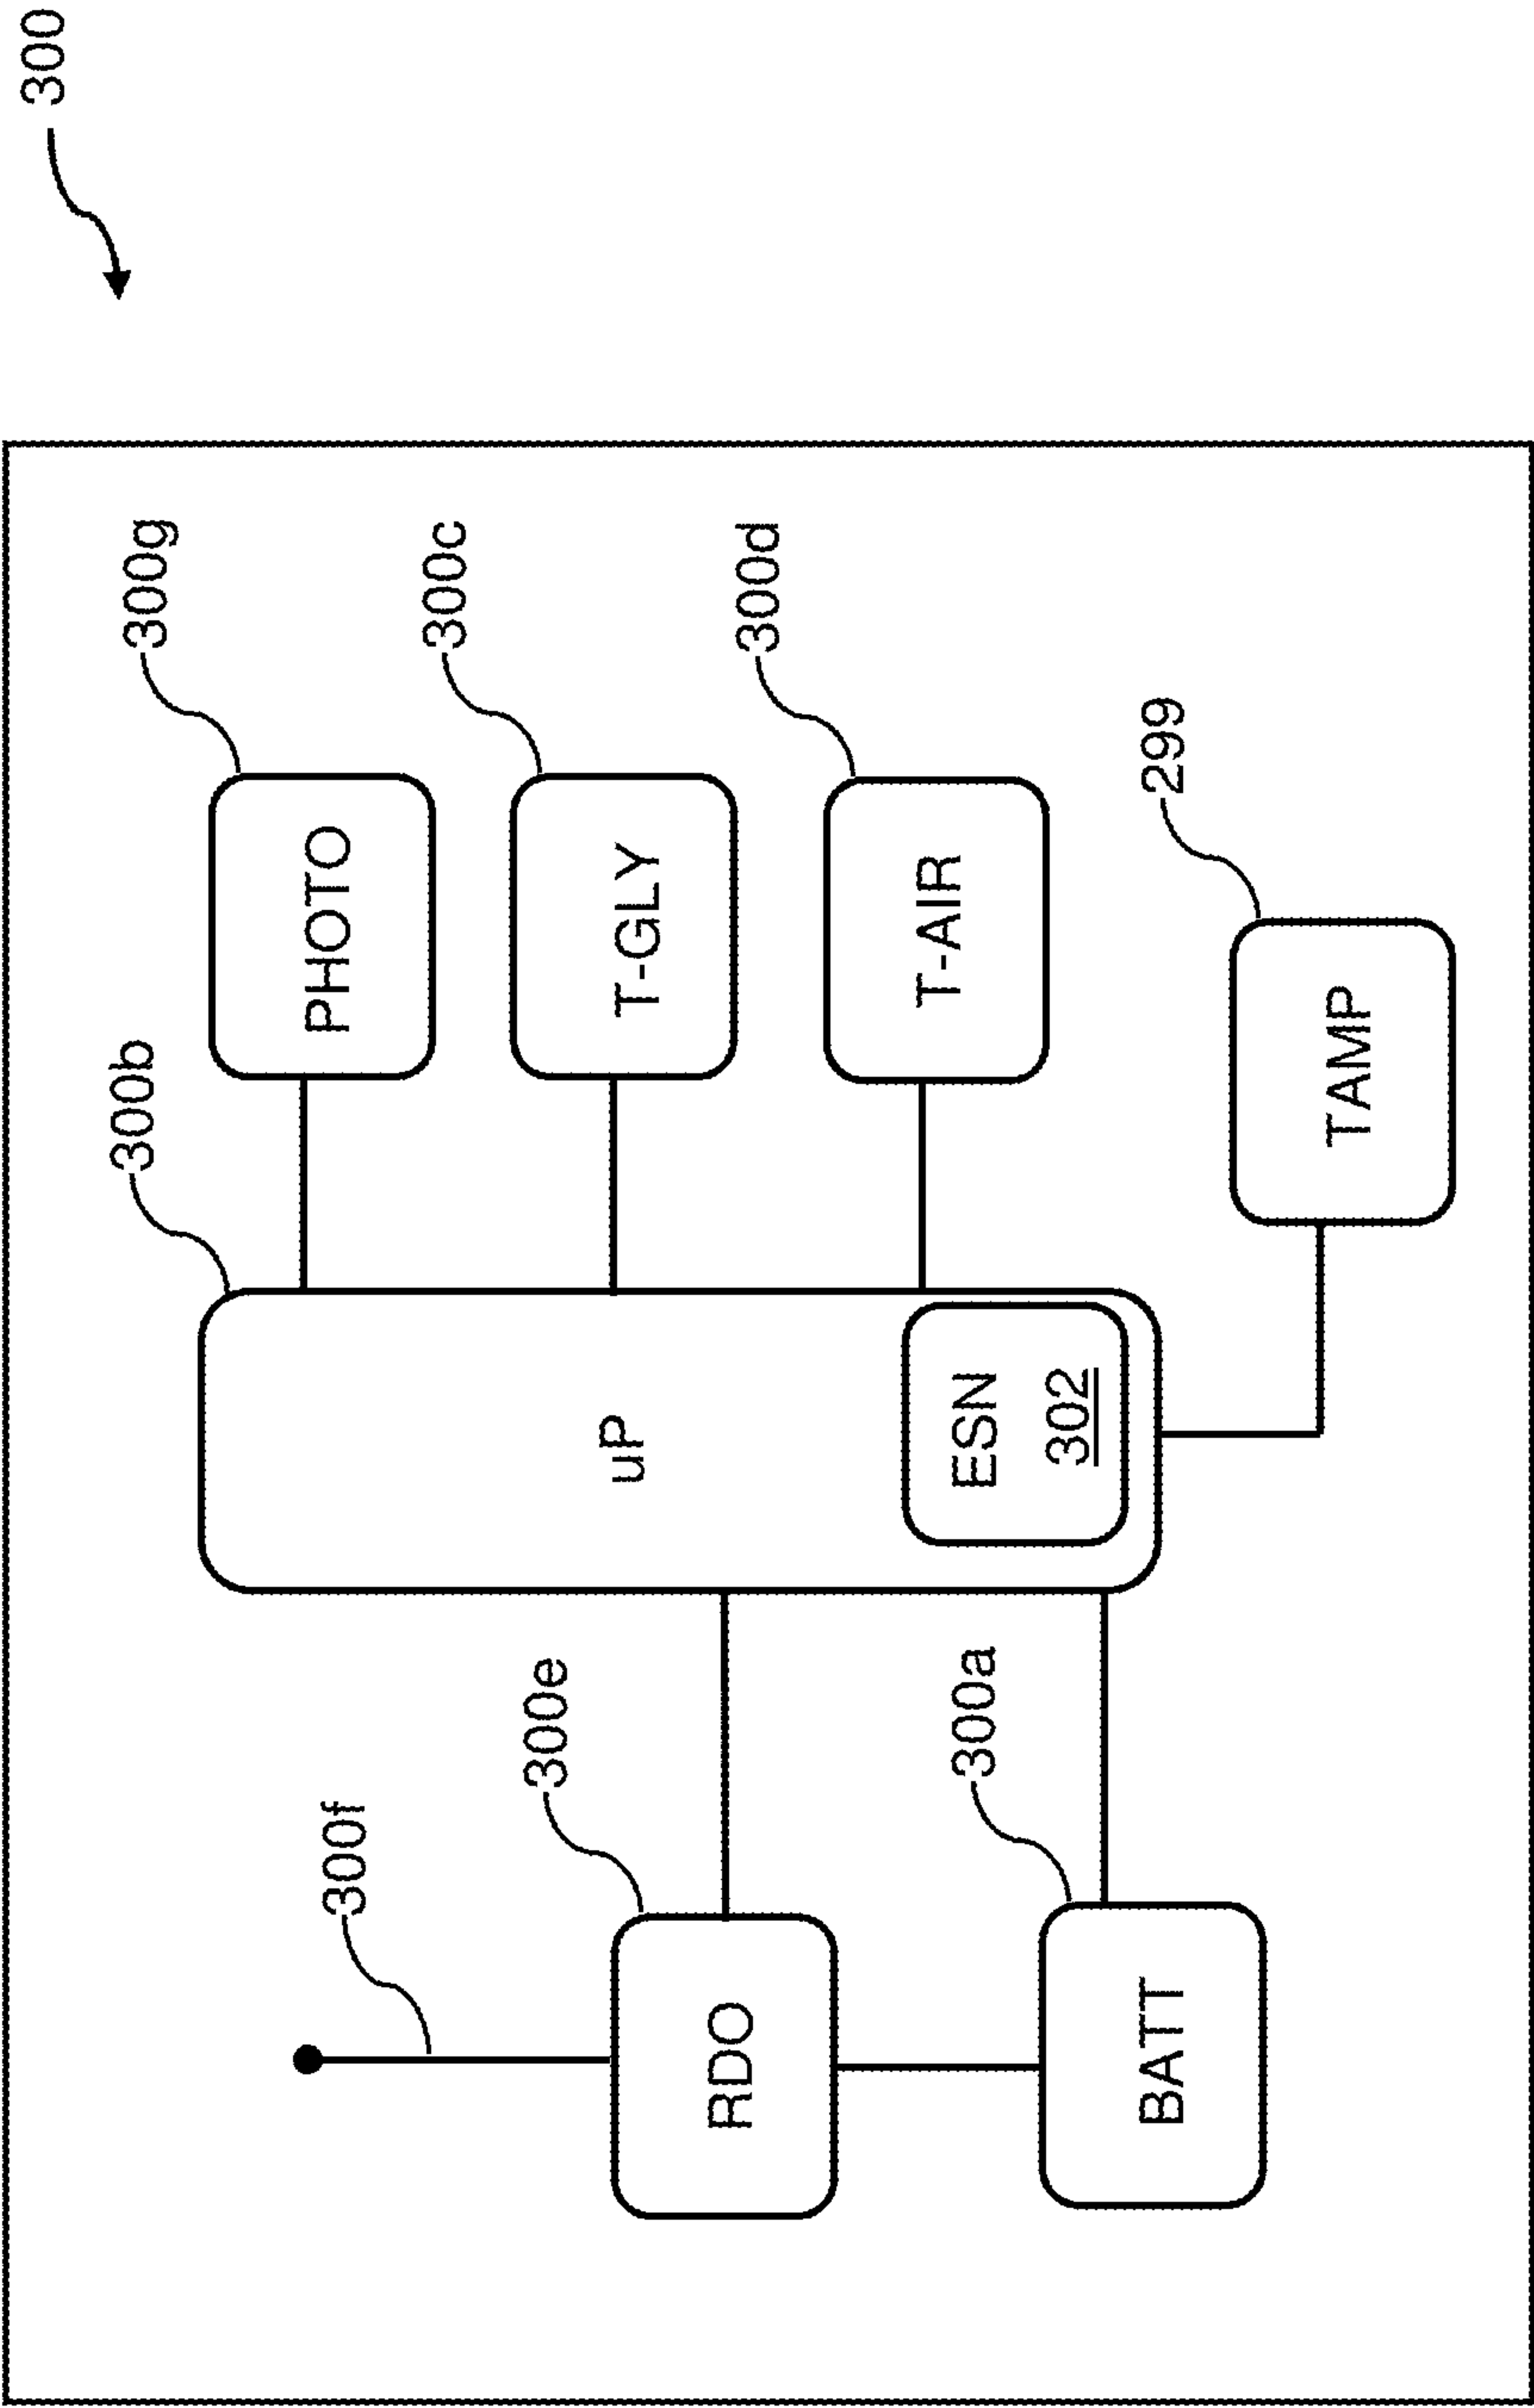 300
300g
PHOTO
300c
T-GLY
300d
T-AIR
299
TAMP
300b
uP
ESN
302
300e
RDO
300f
300a
BATT